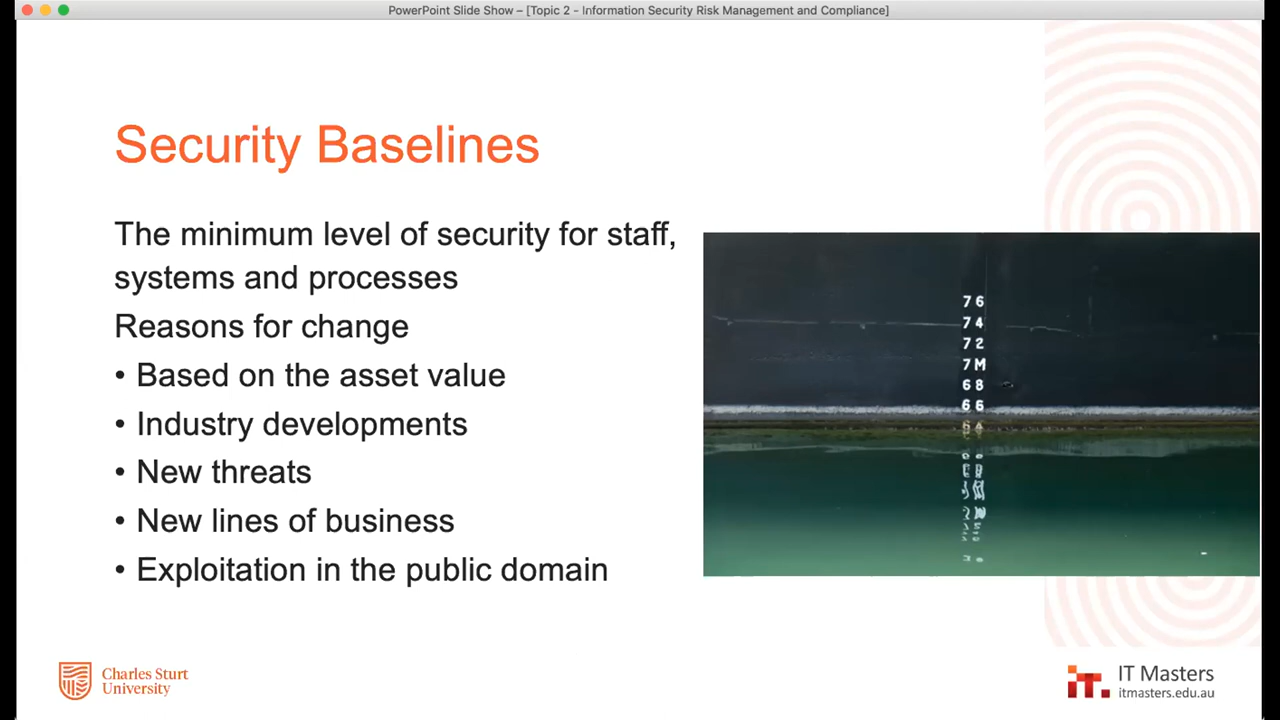 PowerPoint Slide Show – [Topic 2 - Information Security Risk Management and Compliance]
Security Baselines
The minimum level of security for staff,
systems and processes
Reasons for change
• Based on the asset value
• Industry developments
• New threats
• New lines of business
• Exploitation in the public domain
76
74
72
7M
68
66
Charles Sturt
University
it.
IT Masters
itmasters.edu.au